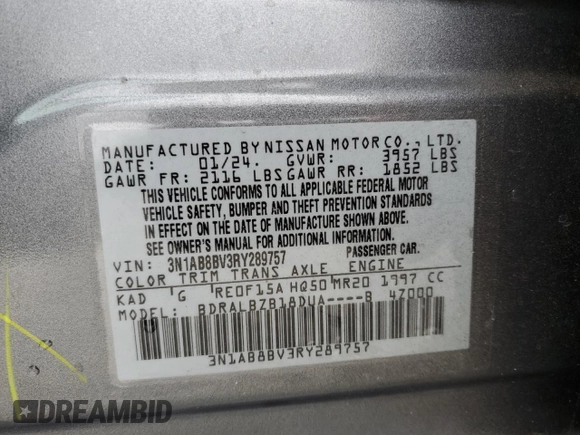 MANUFACTURED BY NISSAN MOTOR CO., LTD.
DATE: 01/24. GVWR: 3957 LBS
GAWR FR: 2116 LBS GAWR RR: 1852 LBS
THIS VEHICLE CONFORMS TO ALL APPLICABLE FEDERAL MOTOR
VEHICLE SAFETY, BUMPER AND THEFT PREVENTION STANDARDS
IN EFFECT ON THE DATE OF MANUFACTURE SHOWN ABOVE.
SEE OWNER'S MANUAL FOR ADDITIONAL INFORMATION.
VIN: 3N1AB8BV3RY289757 PASSENGER CAR.
COLOR TRIM TRANS AXLE ENGINE
KAD G RE0F15A HQ50 MR20 1997 CC
MODEL: BDRALBZB18DUA----B 47000
3N1AB8BV3RY289757
DREAMBID